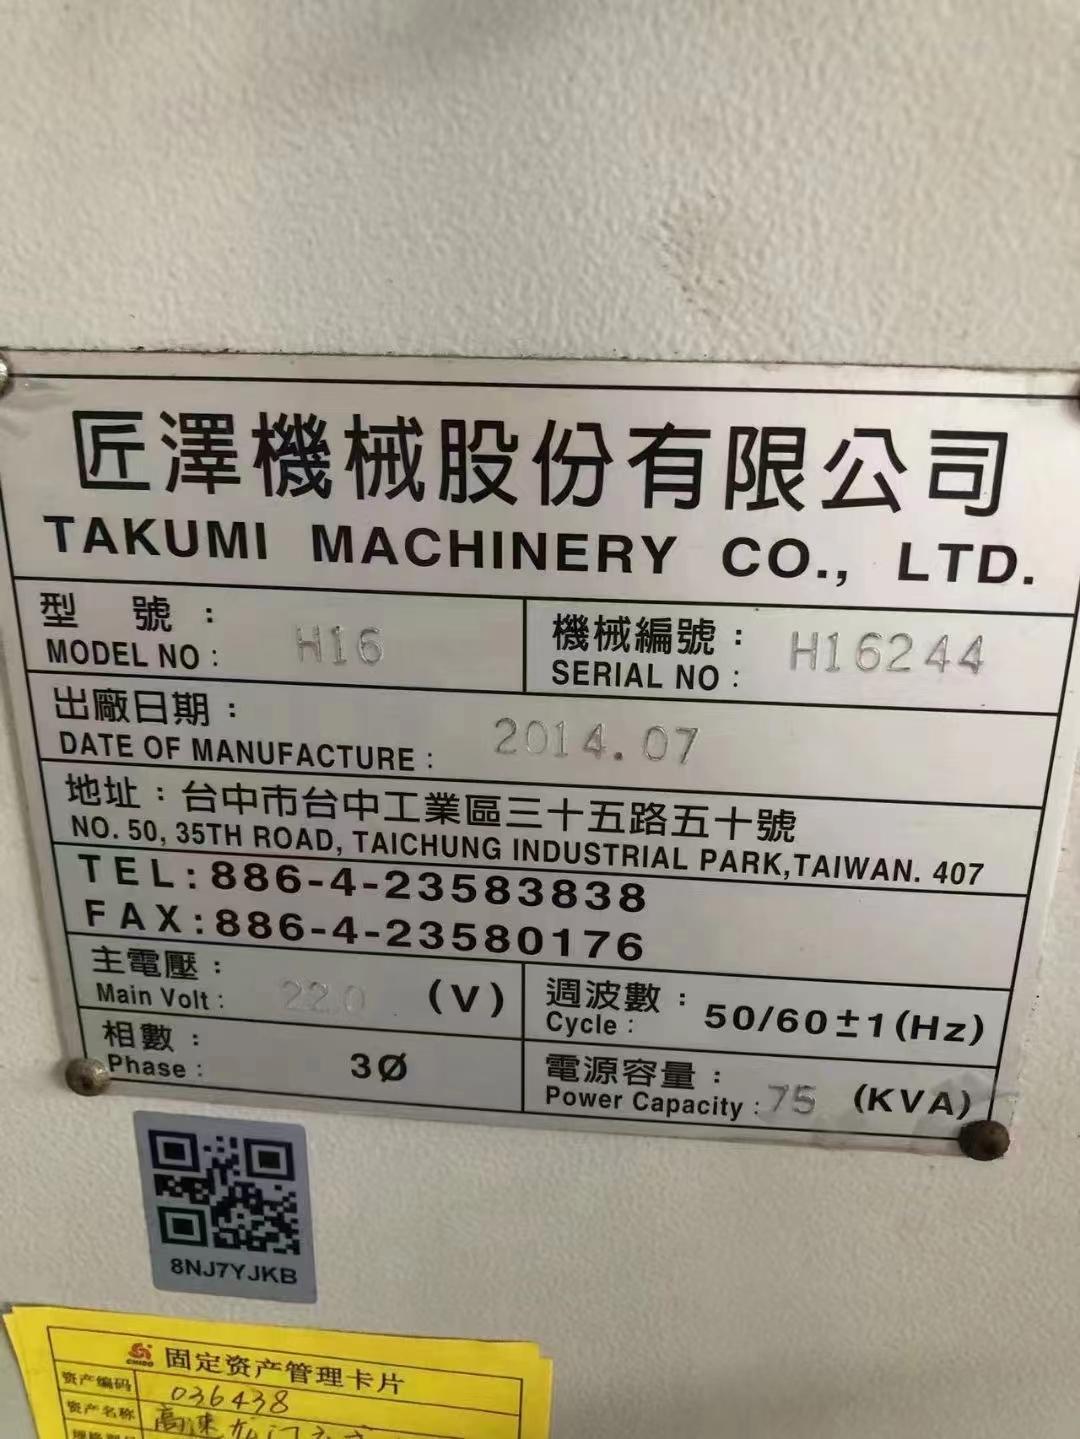 匠澤機械股份有限公司
TAKUMI MACHINERY CO., LTD.
型 號： H16
MODEL NO :
機械編號： H16244
SERIAL NO :
出廠日期： 2014.07
DATE OF MANUFACTURE :
地址：台中市台中工業區三十五路五十號
NO. 50, 35TH ROAD, TAICHUNG INDUSTRIAL PARK,TAIWAN. 407
TEL:886-4-23583838
FAX:886-4-23580176
主電壓：
Main Volt : 220 (V)
週波數：
Cycle : 50/60±1(Hz)
相數：
Phase : 3Ø
電源容量：
Power Capacity : 75 (KVA)
8NJ7YJKB
CHIDO 固定资产管理卡片
资产编码 036438
资产名称 高速龙门